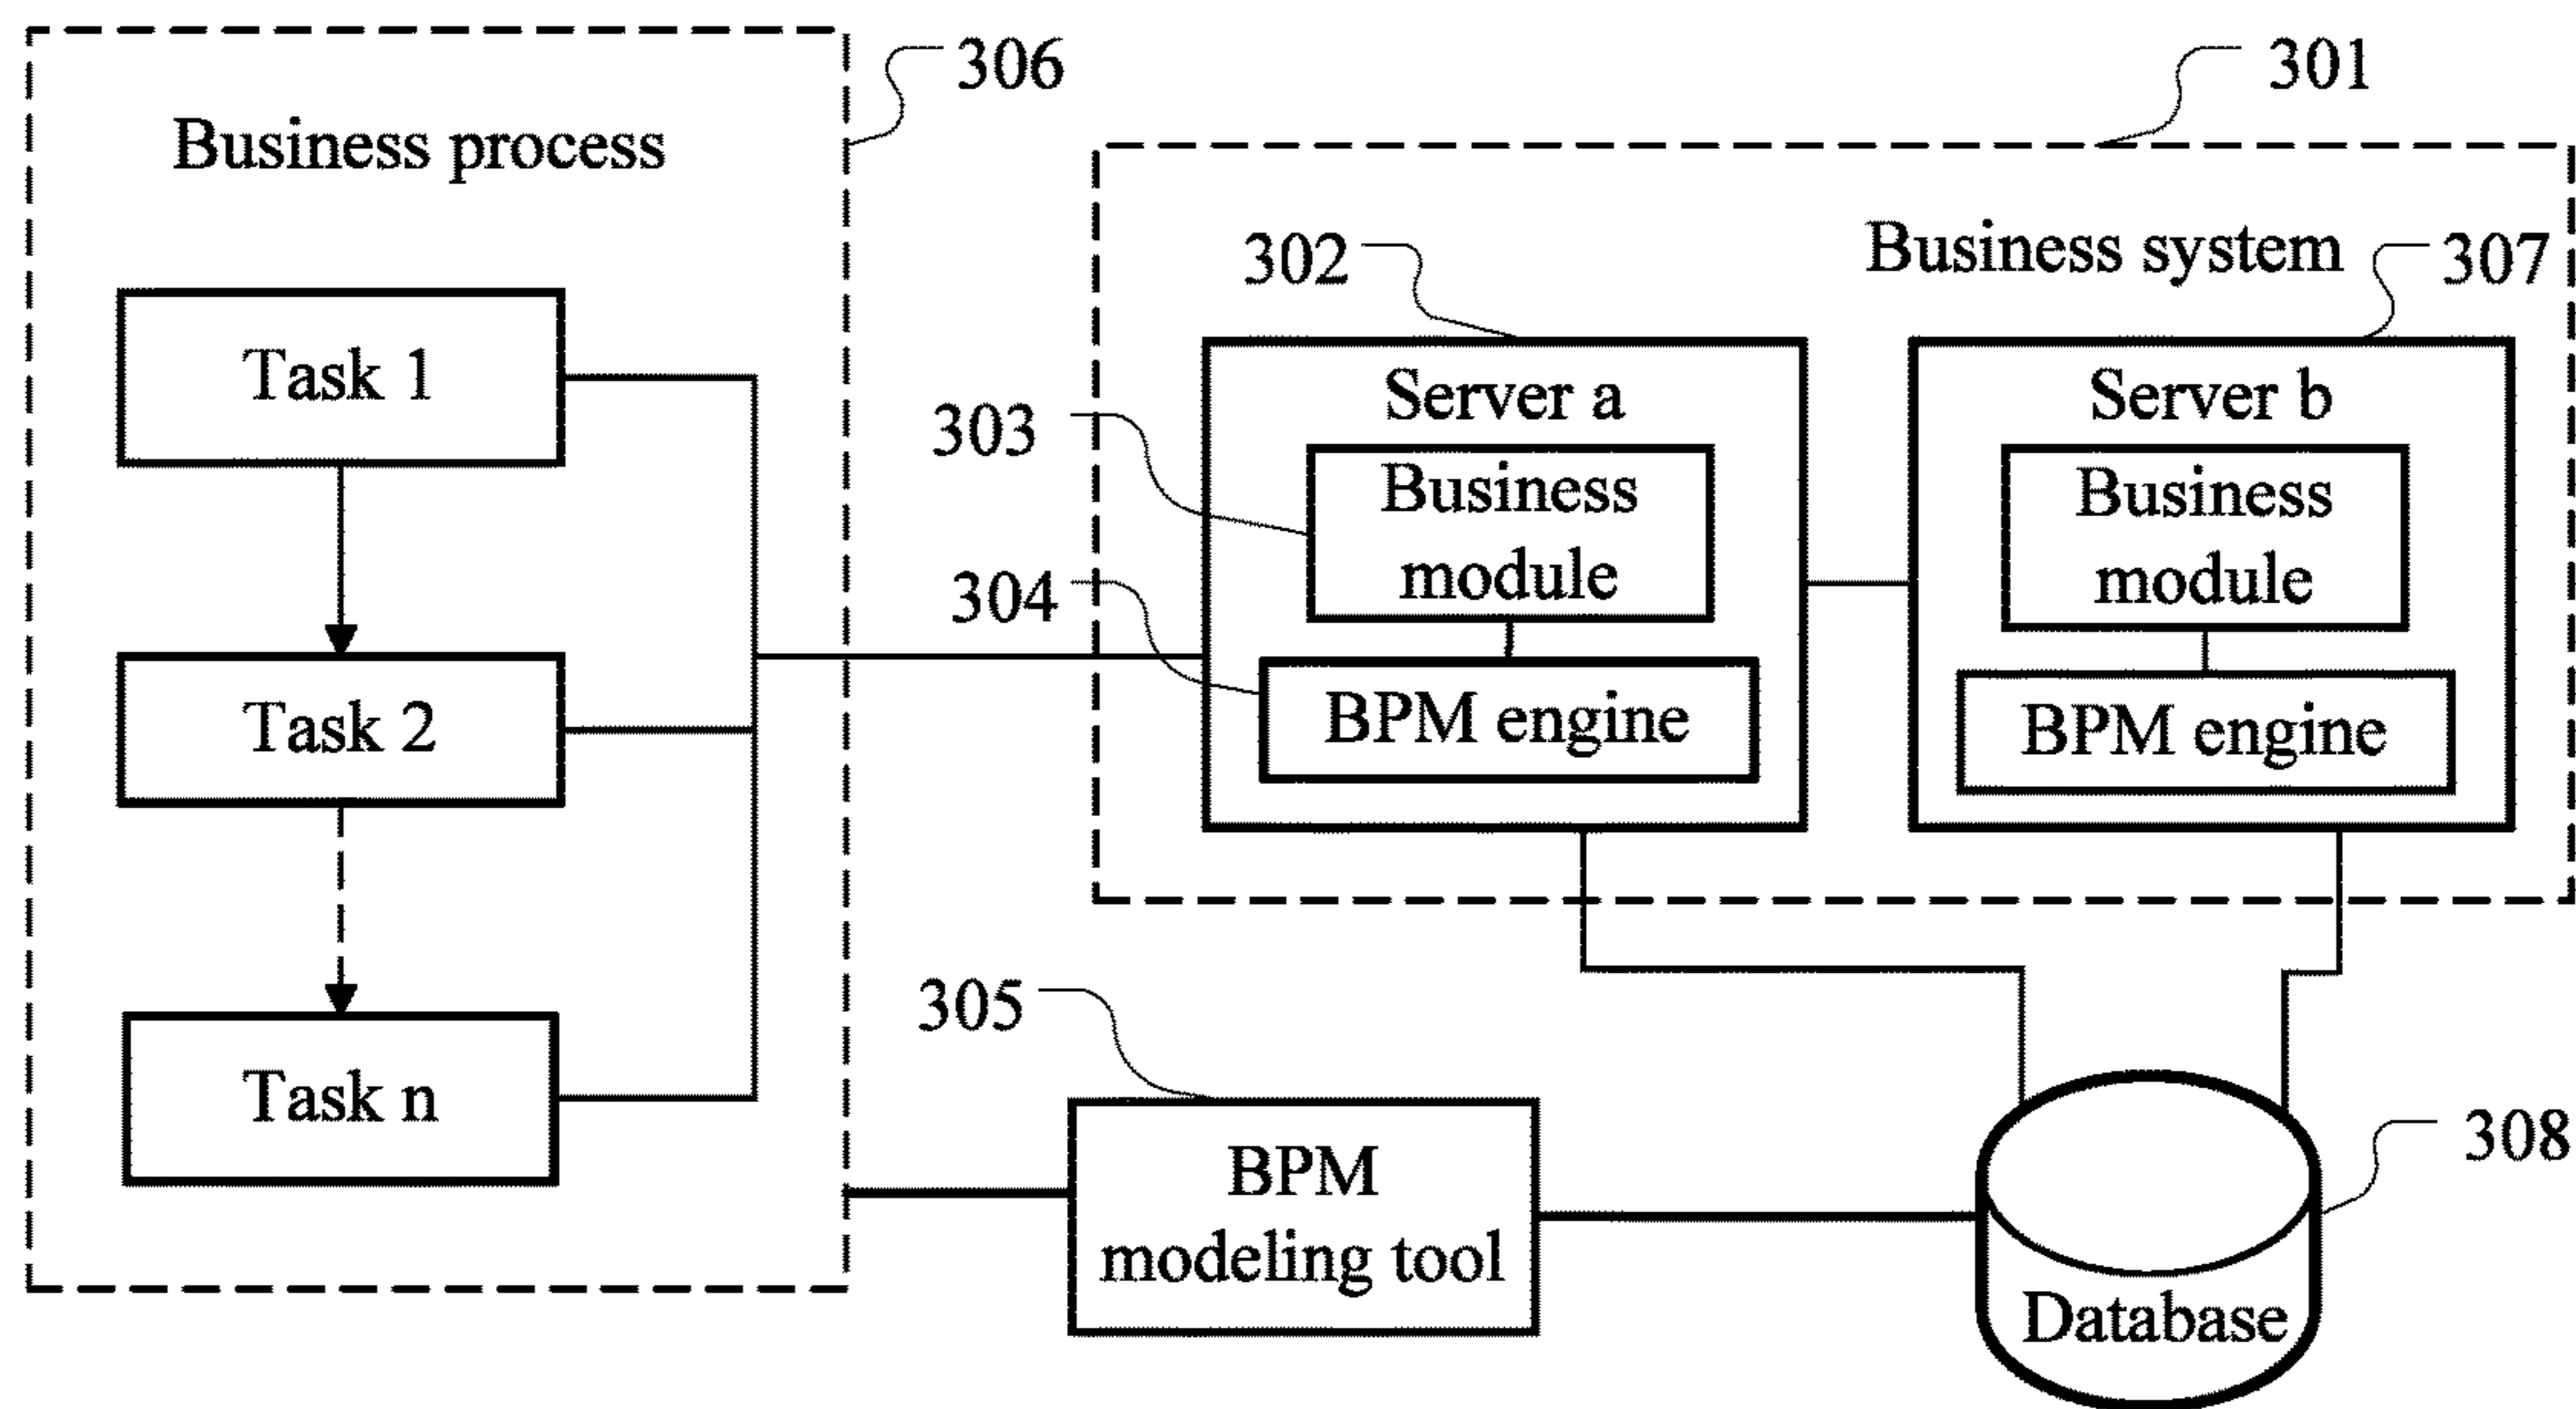 306
301
Business process
302
Business system
307
Task 1
Server a
Server b
303
Business
module
Business
module
304
BPM engine
BPM engine
Task 2
305
Task n
BPM
modeling tool
308
Database